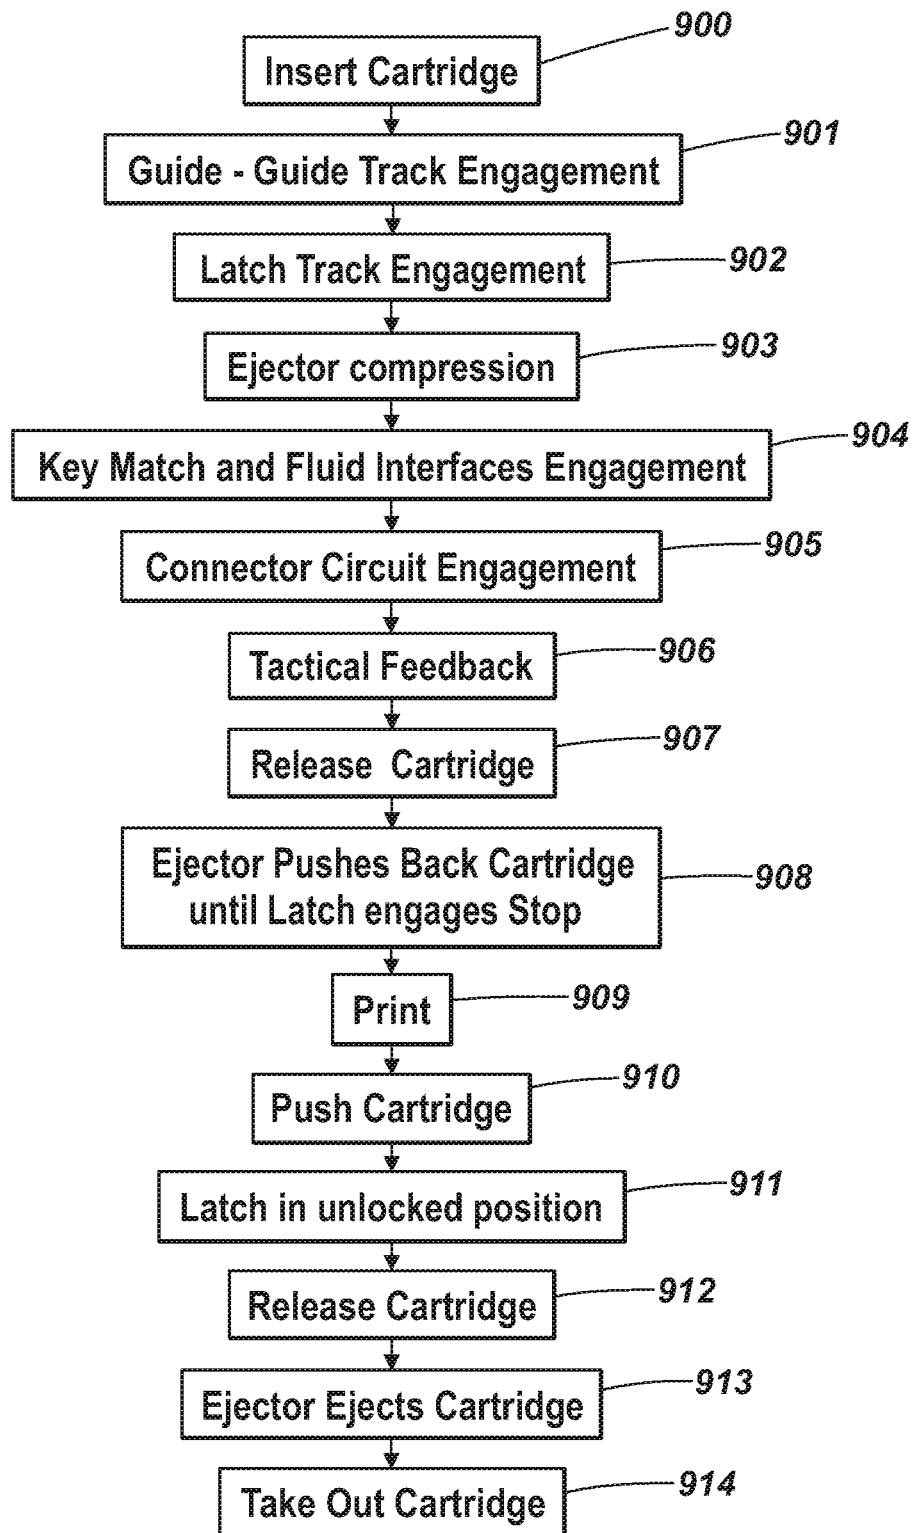 900
Insert Cartridge
901
Guide - Guide Track Engagement
902
Latch Track Engagement
903
Ejector compression
904
Key Match and Fluid Interfaces Engagement
905
Connector Circuit Engagement
906
Tactical Feedback
907
Release Cartridge
908
Ejector Pushes Back Cartridge
until Latch engages Stop
909
Print
910
Push Cartridge
911
Latch in unlocked position
912
Release Cartridge
913
Ejector Ejects Cartridge
914
Take Out Cartridge